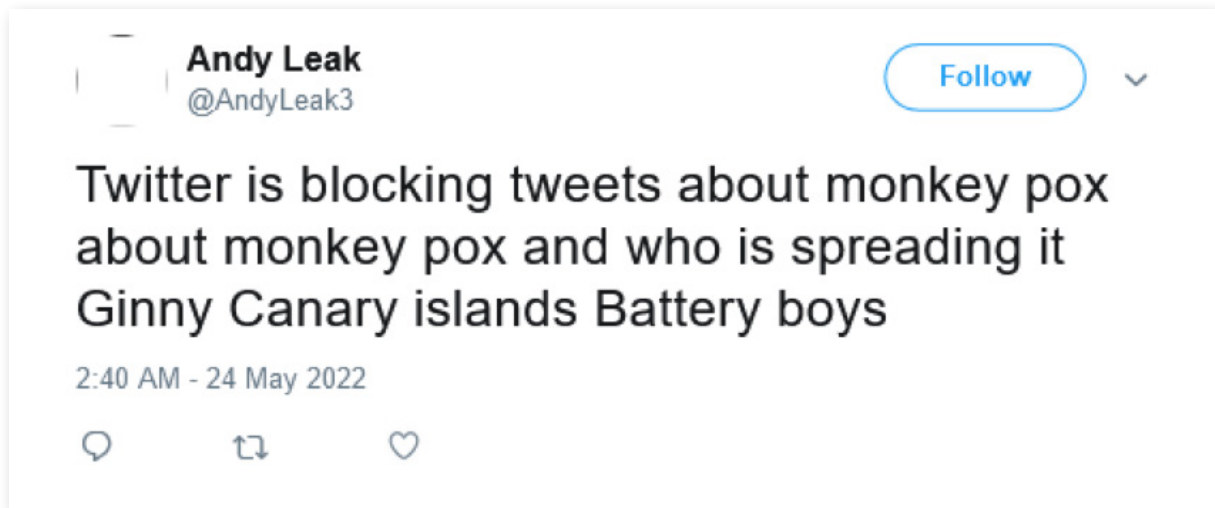 Andy Leak
@AndyLeak3
Follow
Twitter is blocking tweets about monkey pox
about monkey pox and who is spreading it
Ginny Canary islands Battery boys
2:40 AM - 24 May 2022